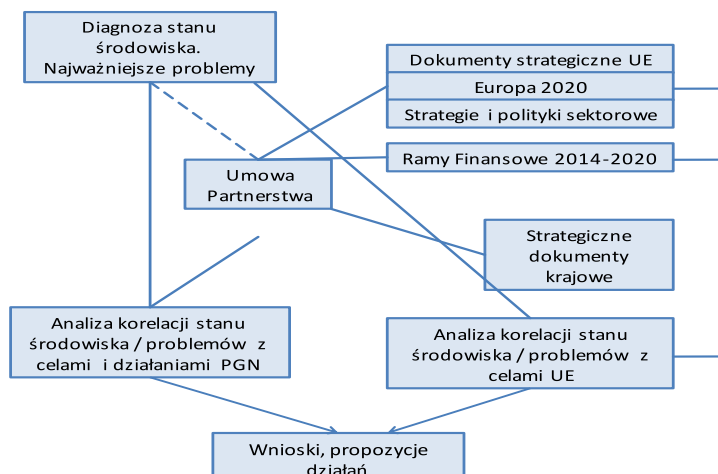 Diagnoza stanu
środowiska.
Najważniejsze problemy
Dokumenty strategiczne UE
Europa 2020
Strategie i polityki sektorowe
Ramy Finansowe 2014-2020
Umowa
Partnerstwa
Strategiczne
dokumenty
krajowe
Analiza korelacji stanu
środowiska / problemów z
celami i działaniami PGN
Analiza korelacji stanu
środowiska / problemów z
celami UE
Wnioski, propozycje
działań